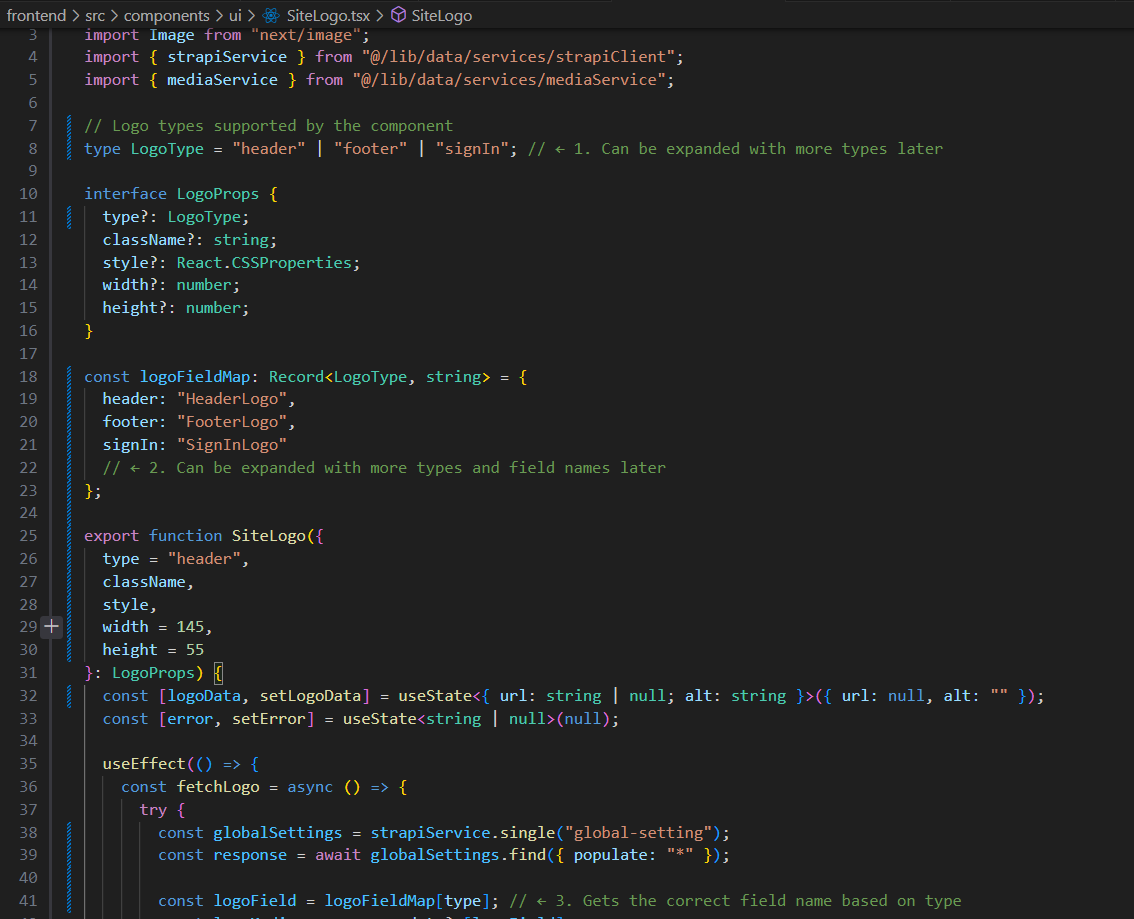 frontend > src > components > ui > SiteLogo.tsx > SiteLogo
3 import Image from "next/image";
4 import { strapiService } from "@/lib/data/services/strapiClient";
5 import { mediaService } from "@/lib/data/services/mediaService";
6
7 // Logo types supported by the component
8 type LogoType = "header" | "footer" | "signIn"; // ← 1. Can be expanded with more types later
9
10 interface LogoProps {
11   type?: LogoType;
12   className?: string;
13   style?: React.CSSProperties;
14   width?: number;
15   height?: number;
16 }
17
18 const logoFieldMap: Record<LogoType, string> = {
19   header: "HeaderLogo",
20   footer: "FooterLogo",
21   signIn: "SignInLogo"
22   // ← 2. Can be expanded with more types and field names later
23 };
24
25 export function SiteLogo({
26   type = "header",
27   className,
28   style,
29   width = 145,
30   height = 55
31 }: LogoProps) {
32   const [logoData, setLogoData] = useState<{ url: string | null; alt: string }>({ url: null, alt: "" });
33   const [error, setError] = useState<string | null>(null);
34
35   useEffect(() => {
36     const fetchLogo = async () => {
37       try {
38         const globalSettings = strapiService.single("global-setting");
39         const response = await globalSettings.find({ populate: "*" });
40
41         const logoField = logoFieldMap[type]; // ← 3. Gets the correct field name based on type